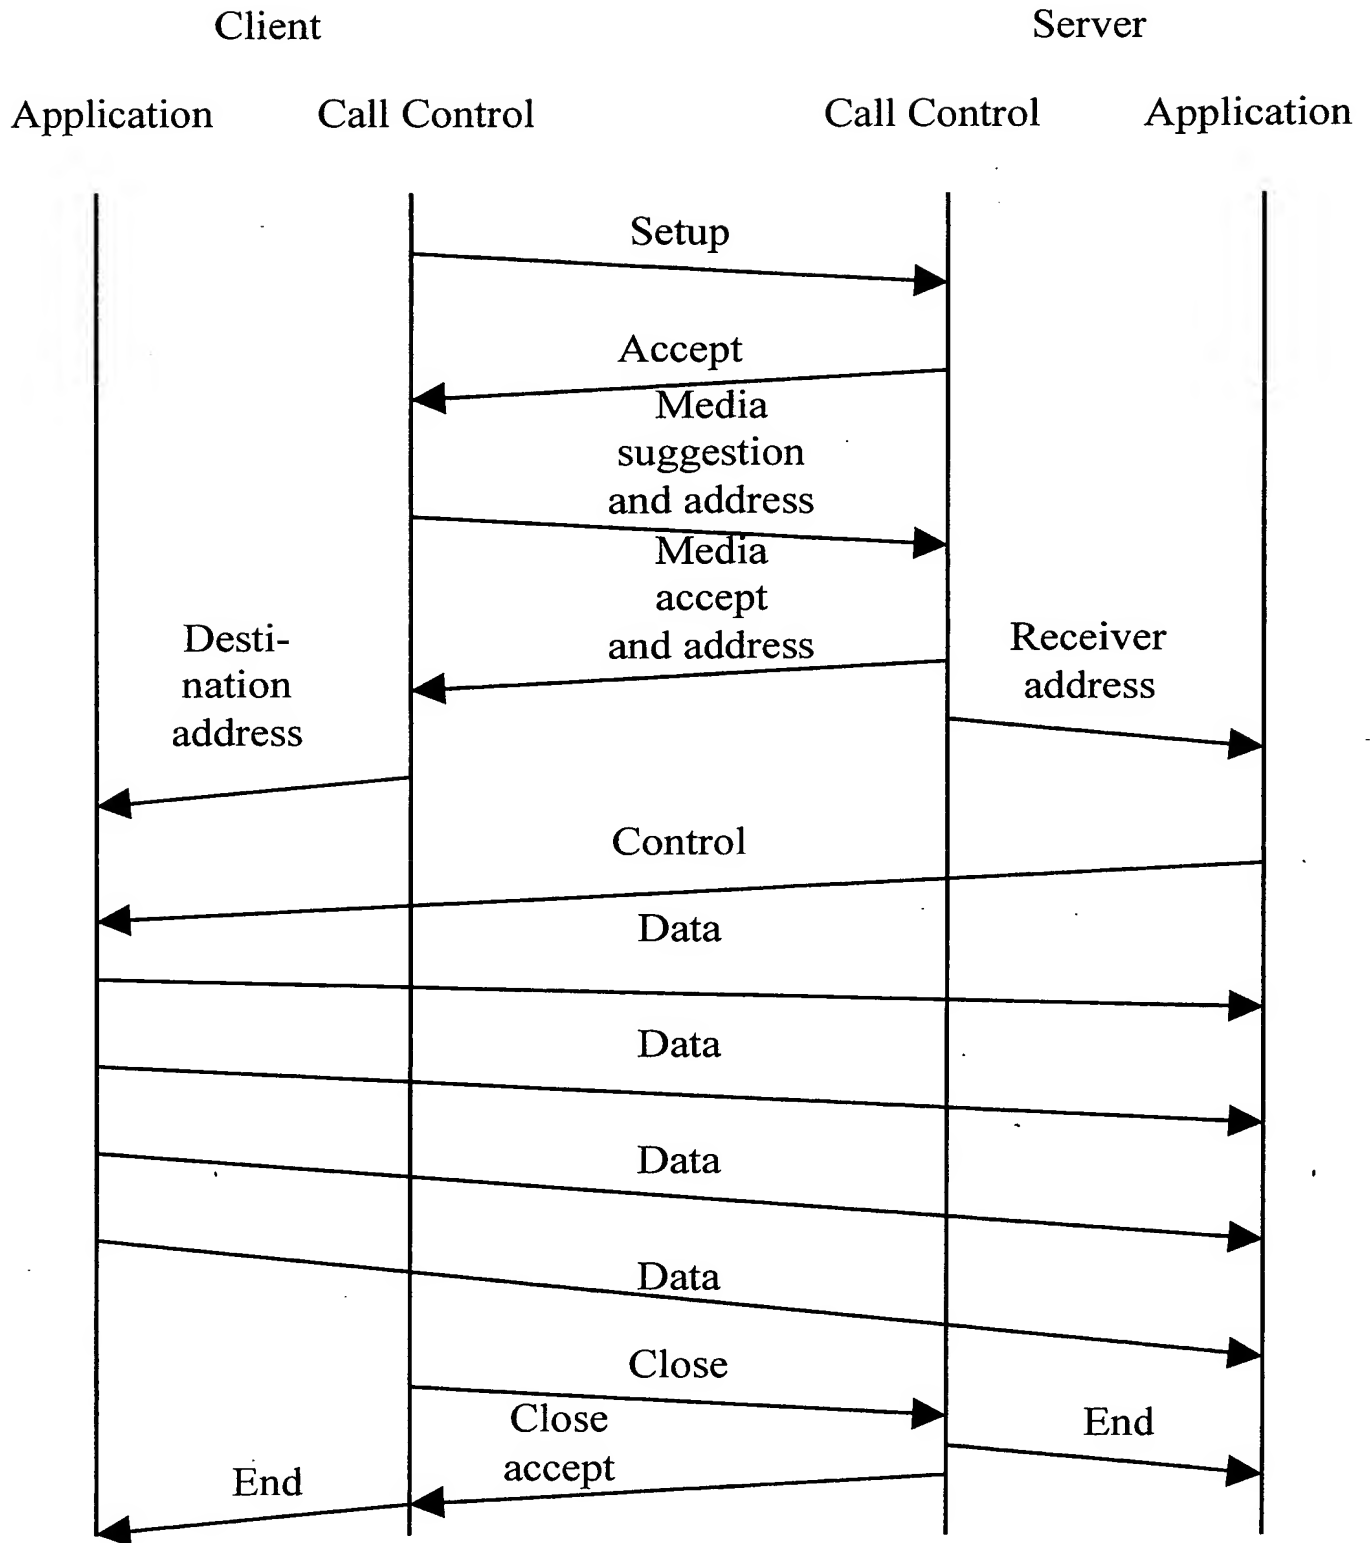 Client
Server
Application
Call Control
Call Control
Application
Setup
Accept
Media
suggestion
and address
Media
accept
and address
Desti-
nation
address
Receiver
address
Control
Data
Data
Data
Data
Close
Close
accept
End
End